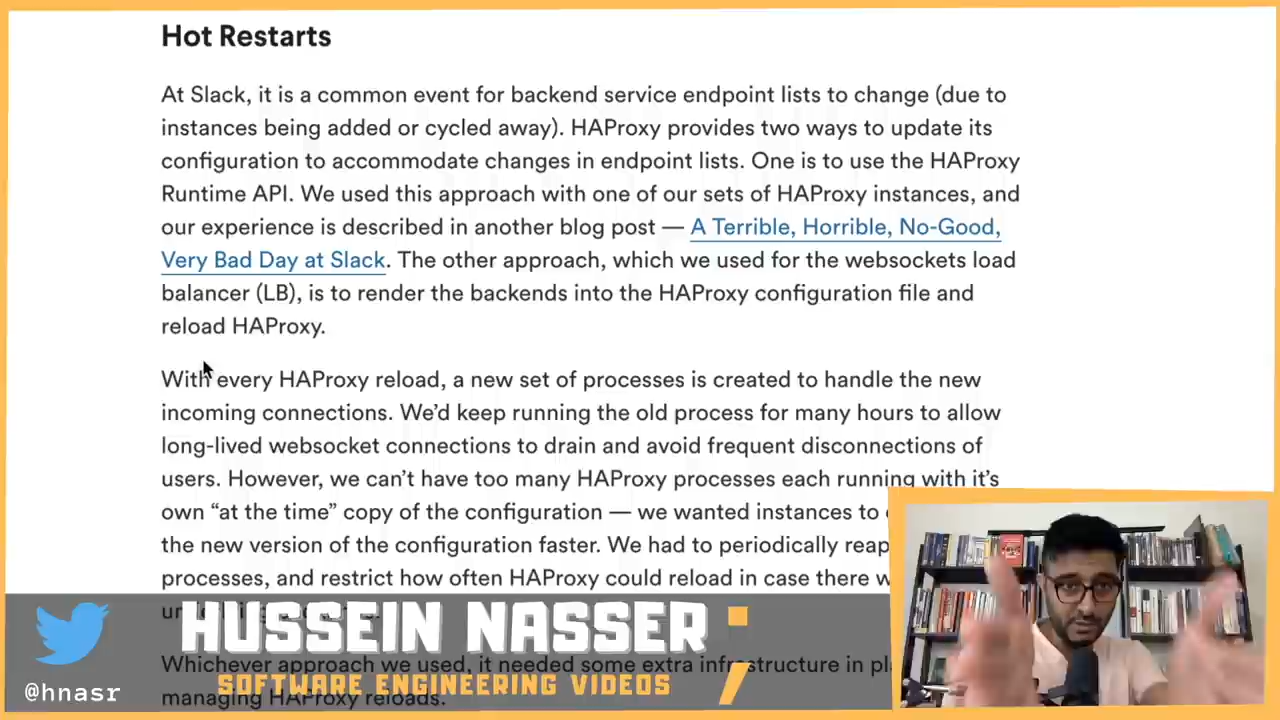 Hot Restarts
At Slack, it is a common event for backend service endpoint lists to change (due to
instances being added or cycled away). HAProxy provides two ways to update its
configuration to accommodate changes in endpoint lists. One is to use the HAProxy
Runtime API. We used this approach with one of our sets of HAProxy instances, and
our experience is described in another blog post — A Terrible, Horrible, No-Good,
Very Bad Day at Slack. The other approach, which we used for the websockets load
balancer (LB), is to render the backends into the HAProxy configuration file and
reload HAProxy.
With every HAProxy reload, a new set of processes is created to handle the new
incoming connections. We’d keep running the old process for many hours to allow
long-lived websocket connections to drain and avoid frequent disconnections of
users. However, we can’t have too many HAProxy processes each running with it’s
own “at the time” copy of the configuration — we wanted instances to
the new version of the configuration faster. We had to periodically reap
processes, and restrict how often HAProxy could reload in case there
HUSSEIN NASSER
Whichever approach we used, it needed some extra infrastructure in
SOFTWARE ENGINEERING VIDEOS
@hnasr
managing HAProxy reloads.